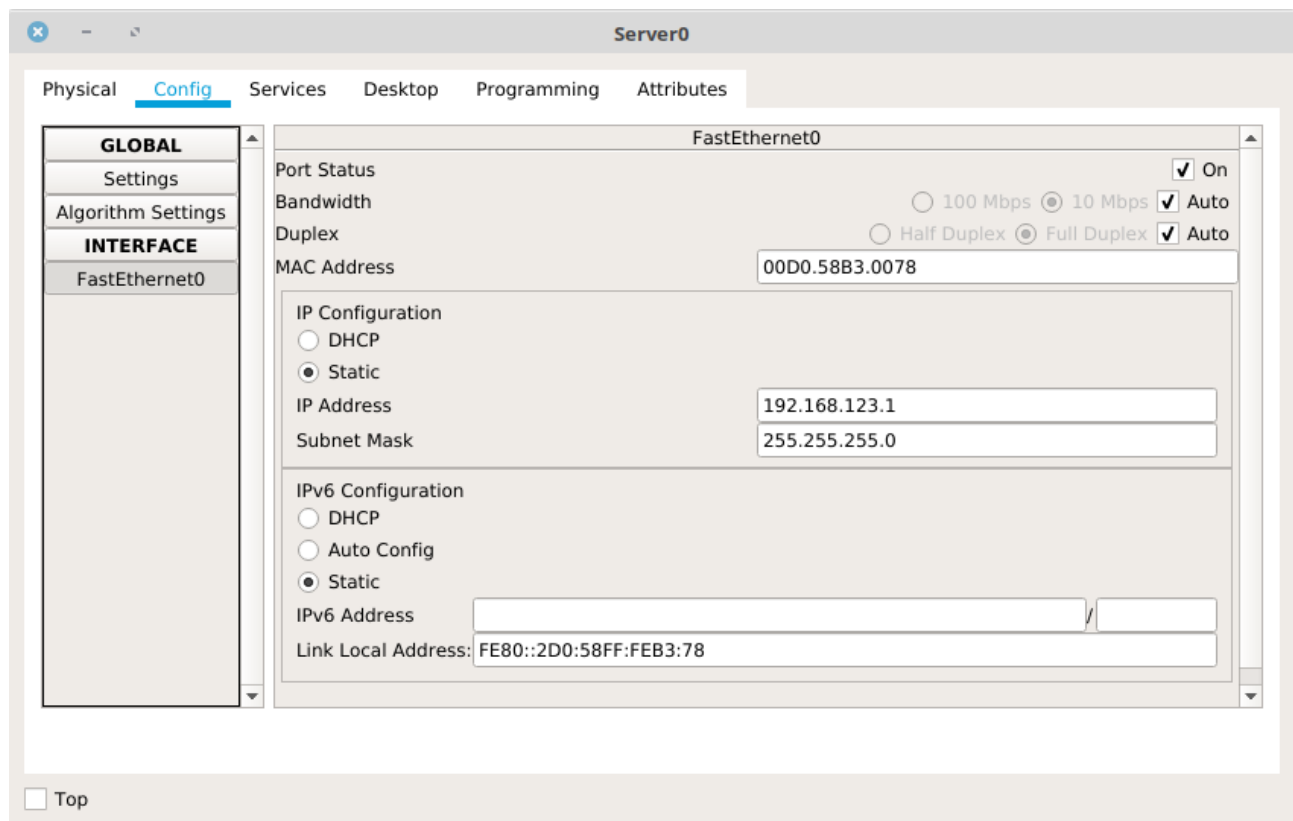 Server0
Physical Config Services Desktop Programming Attributes
GLOBAL
Settings
Algorithm Settings
INTERFACE
FastEthernet0
FastEthernet0
Port Status On
Bandwidth 100 Mbps 10 Mbps Auto
Duplex Half Duplex Full Duplex Auto
MAC Address 00D0.58B3.0078
IP Configuration
DHCP
Static
IP Address 192.168.123.1
Subnet Mask 255.255.255.0
IPv6 Configuration
DHCP
Auto Config
Static
IPv6 Address /
Link Local Address: FE80::2D0:58FF:FEB3:78
Top